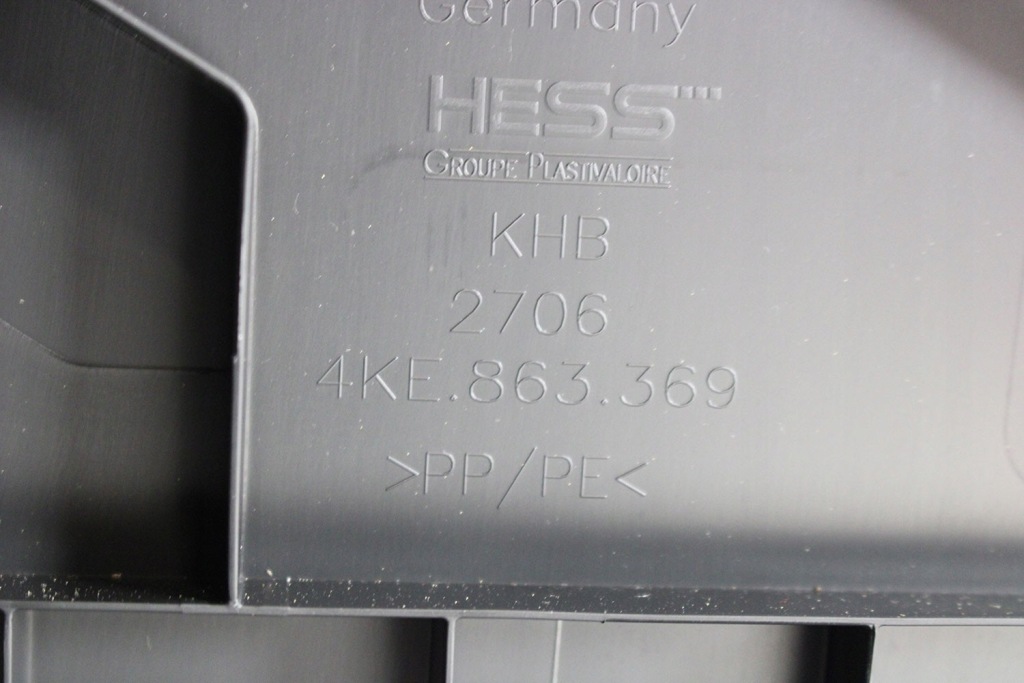 Germany
HESS
GROUPE PLASTIVALOIRE
KHB
2706
4KE.863.369
>PP/PE<